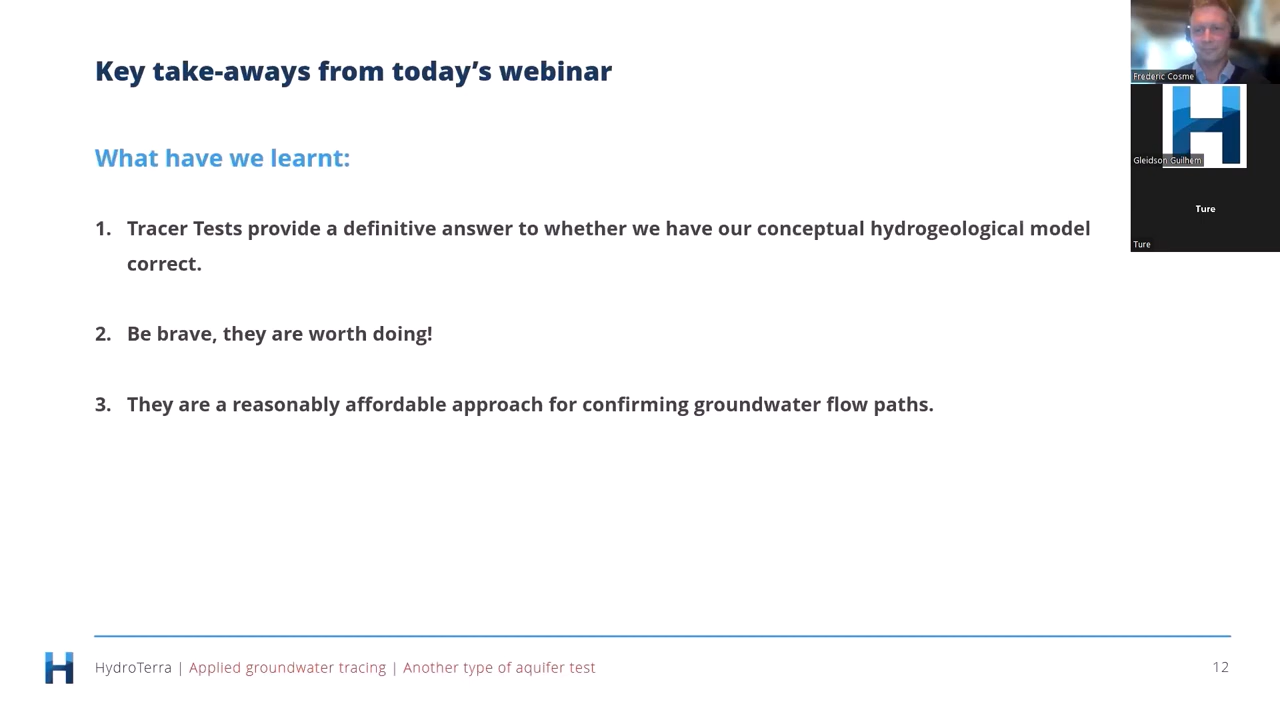 Key take-aways from today’s webinar
What have we learnt:
1. Tracer Tests provide a definitive answer to whether we have our conceptual hydrogeological model
correct.
2. Be brave, they are worth doing!
3. They are a reasonably affordable approach for confirming groundwater flow paths.
HydroTerra | Applied groundwater tracing | Another type of aquifer test
12
Frederic Cosme
Gleidson Guilhem
Ture
Ture